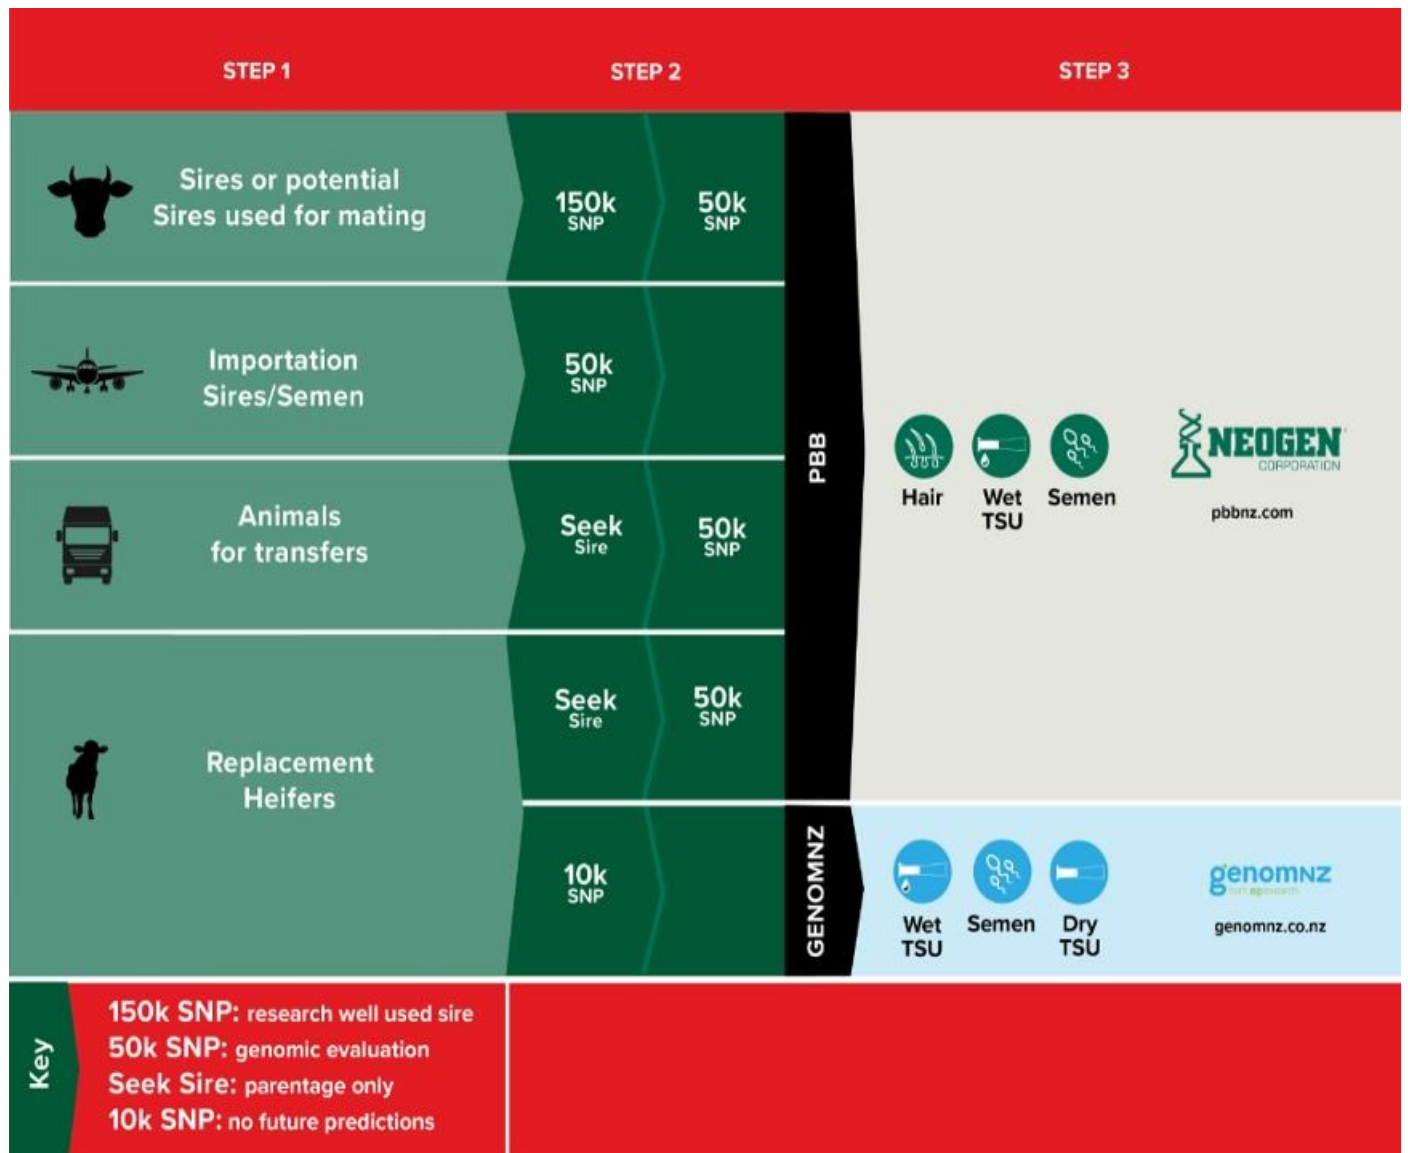 STEP 1
STEP 2
STEP 3
Sires or potential
Sires used for mating
150k
SNP
50k
SNP
Importation
Sires/Semen
50k
SNP
Animals
for transfers
Seek
Sire
50k
SNP
Replacement
Heifers
Seek
Sire
50k
SNP
10k
SNP
PBB
Hair
Wet
TSU
Semen
NEOGEN
CORPORATION
pbbnz.com
GENOMNZ
Wet
TSU
Semen
Dry
TSU
genomnz
genomnz.co.nz
Key
150k SNP: research well used sire
50k SNP: genomic evaluation
Seek Sire: parentage only
10k SNP: no future predictions